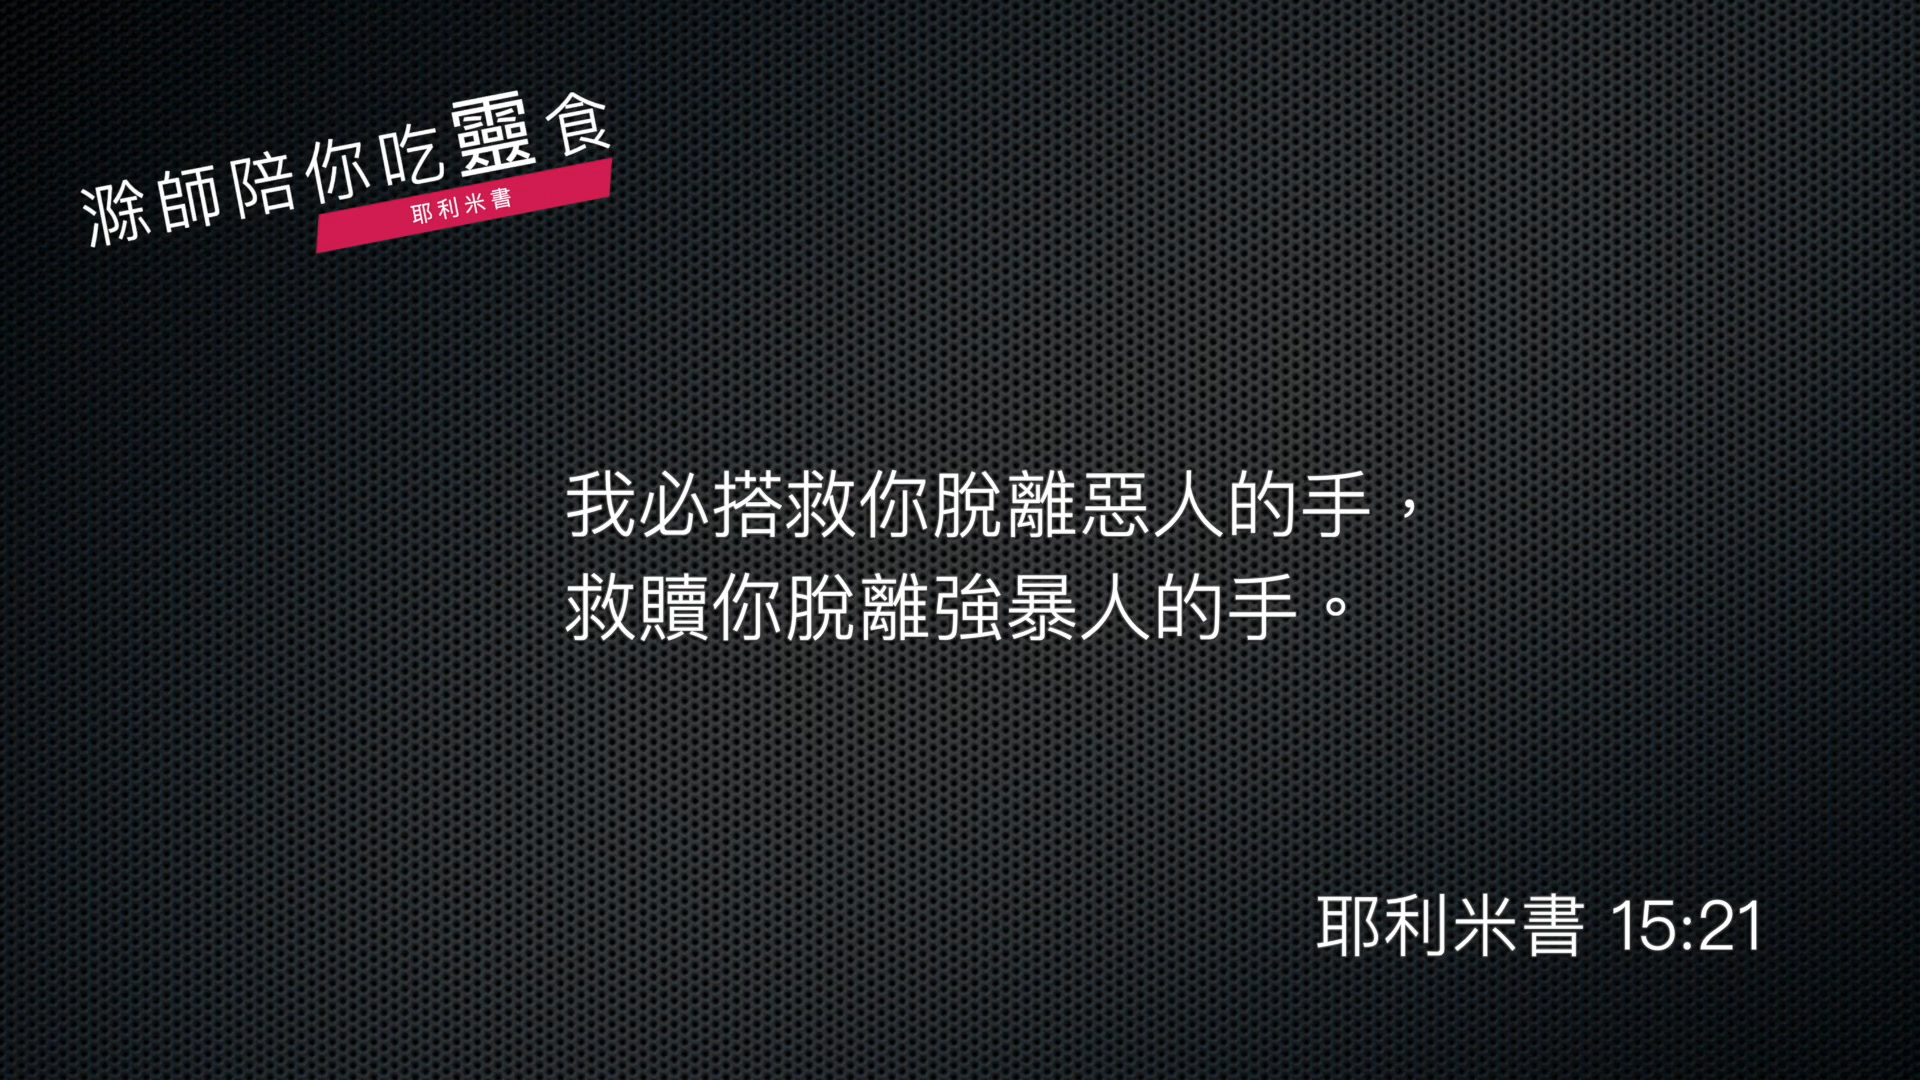 滁師陪你吃靈食
耶利米書
我必搭救你脫離惡人的手，
救贖你脫離強暴人的手。
耶利米書 15:21